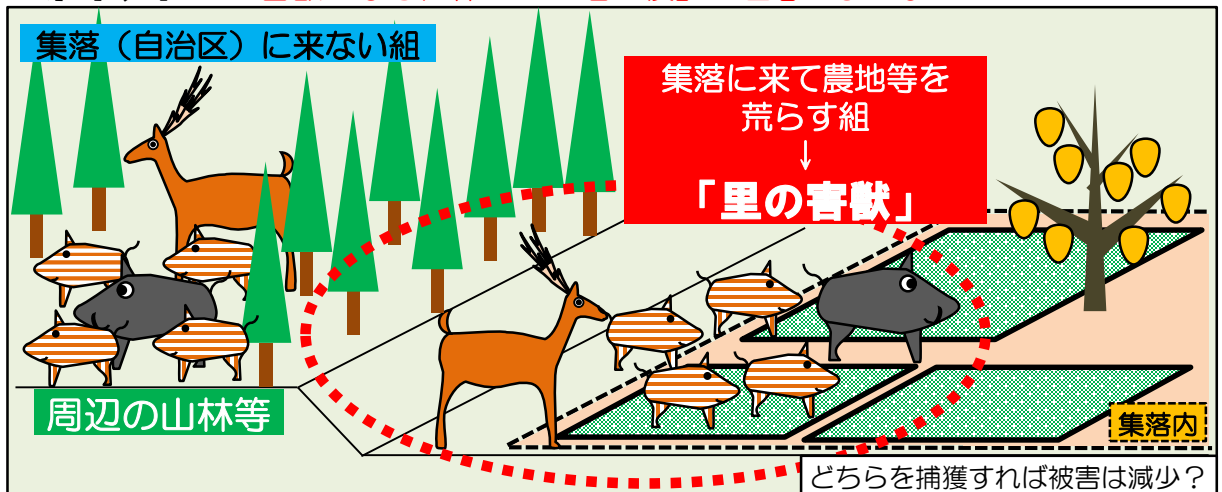 集落（自治区）に来ない組
集落に来て農地等を
荒らす組
↓
「里の害獣」
周辺の山林等
集落内
どちらを捕獲すれば被害は減少？